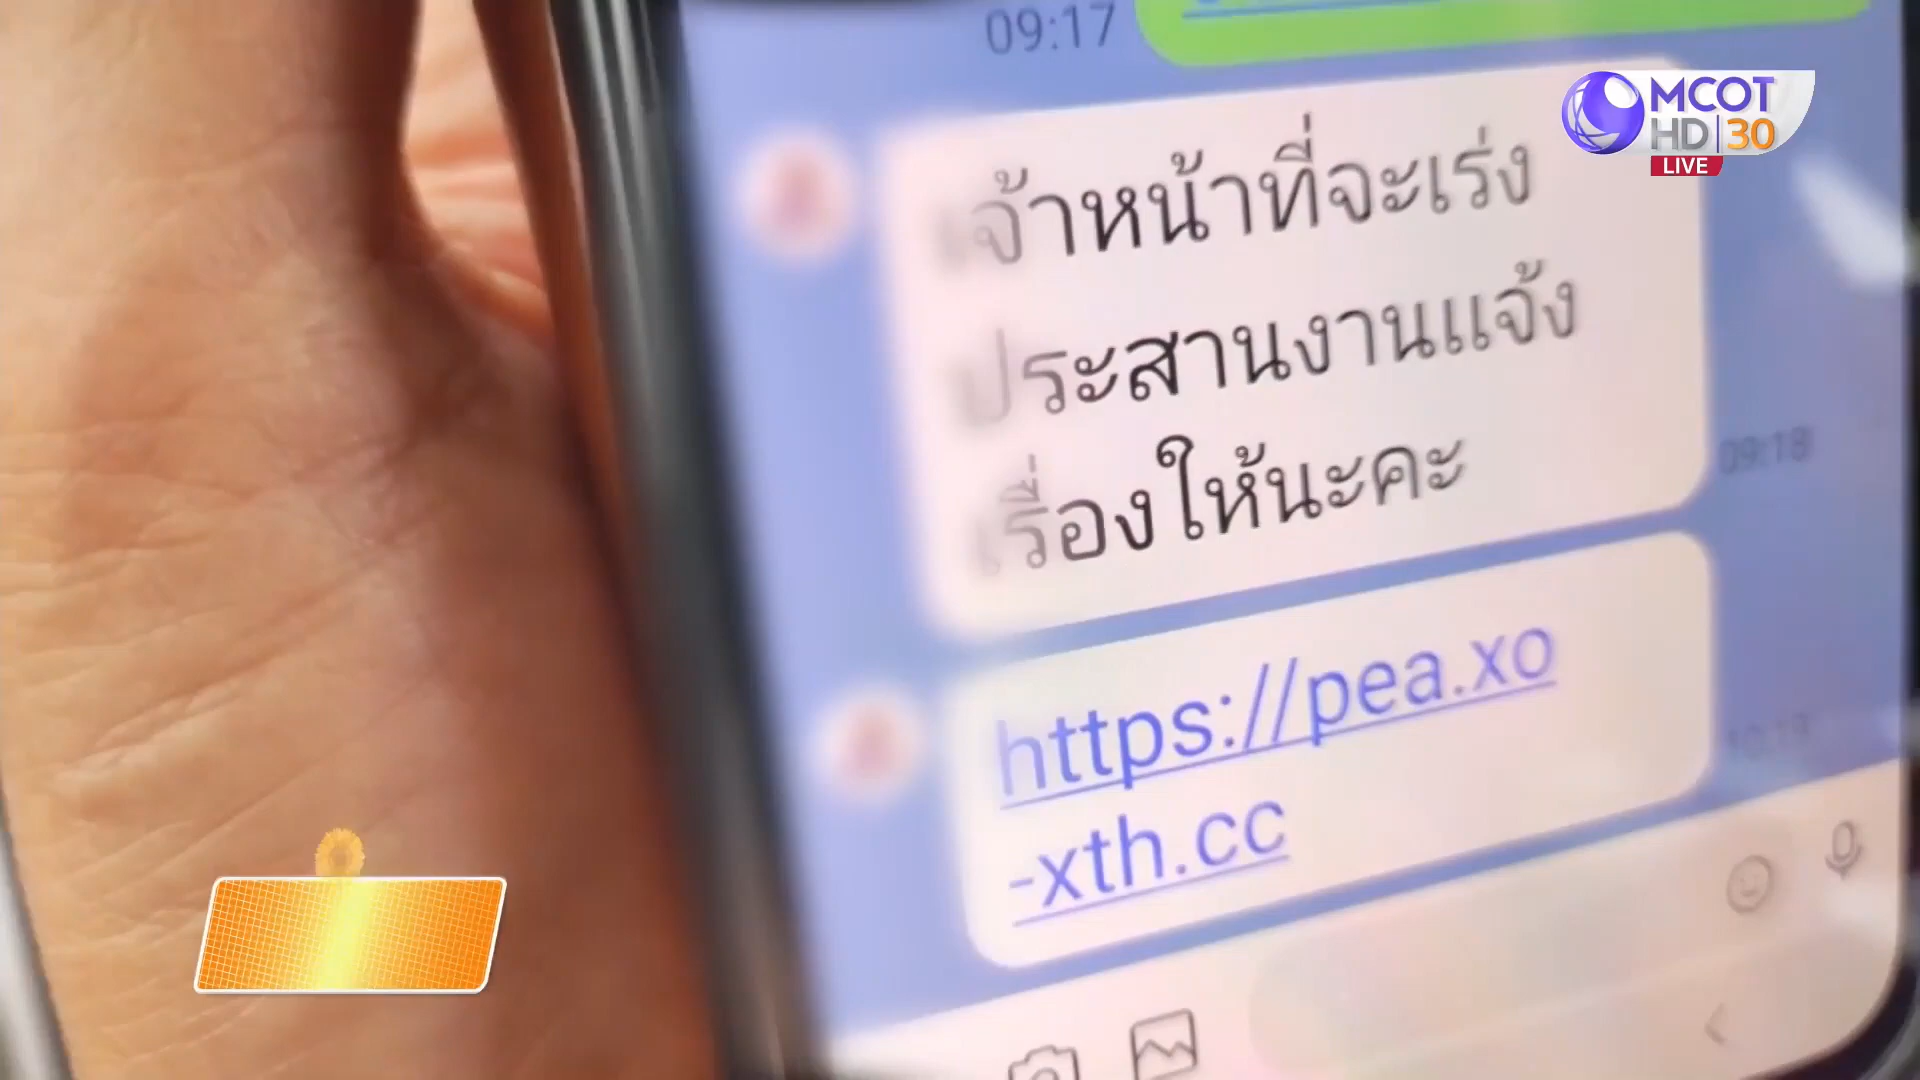 09:17
MCOT
HD 30
LIVE
เจ้าหน้าที่จะเร่ง
ประสานงานแจ้ง
เรื่องให้นะคะ
09:18
https://pea.xo
-xth.cc